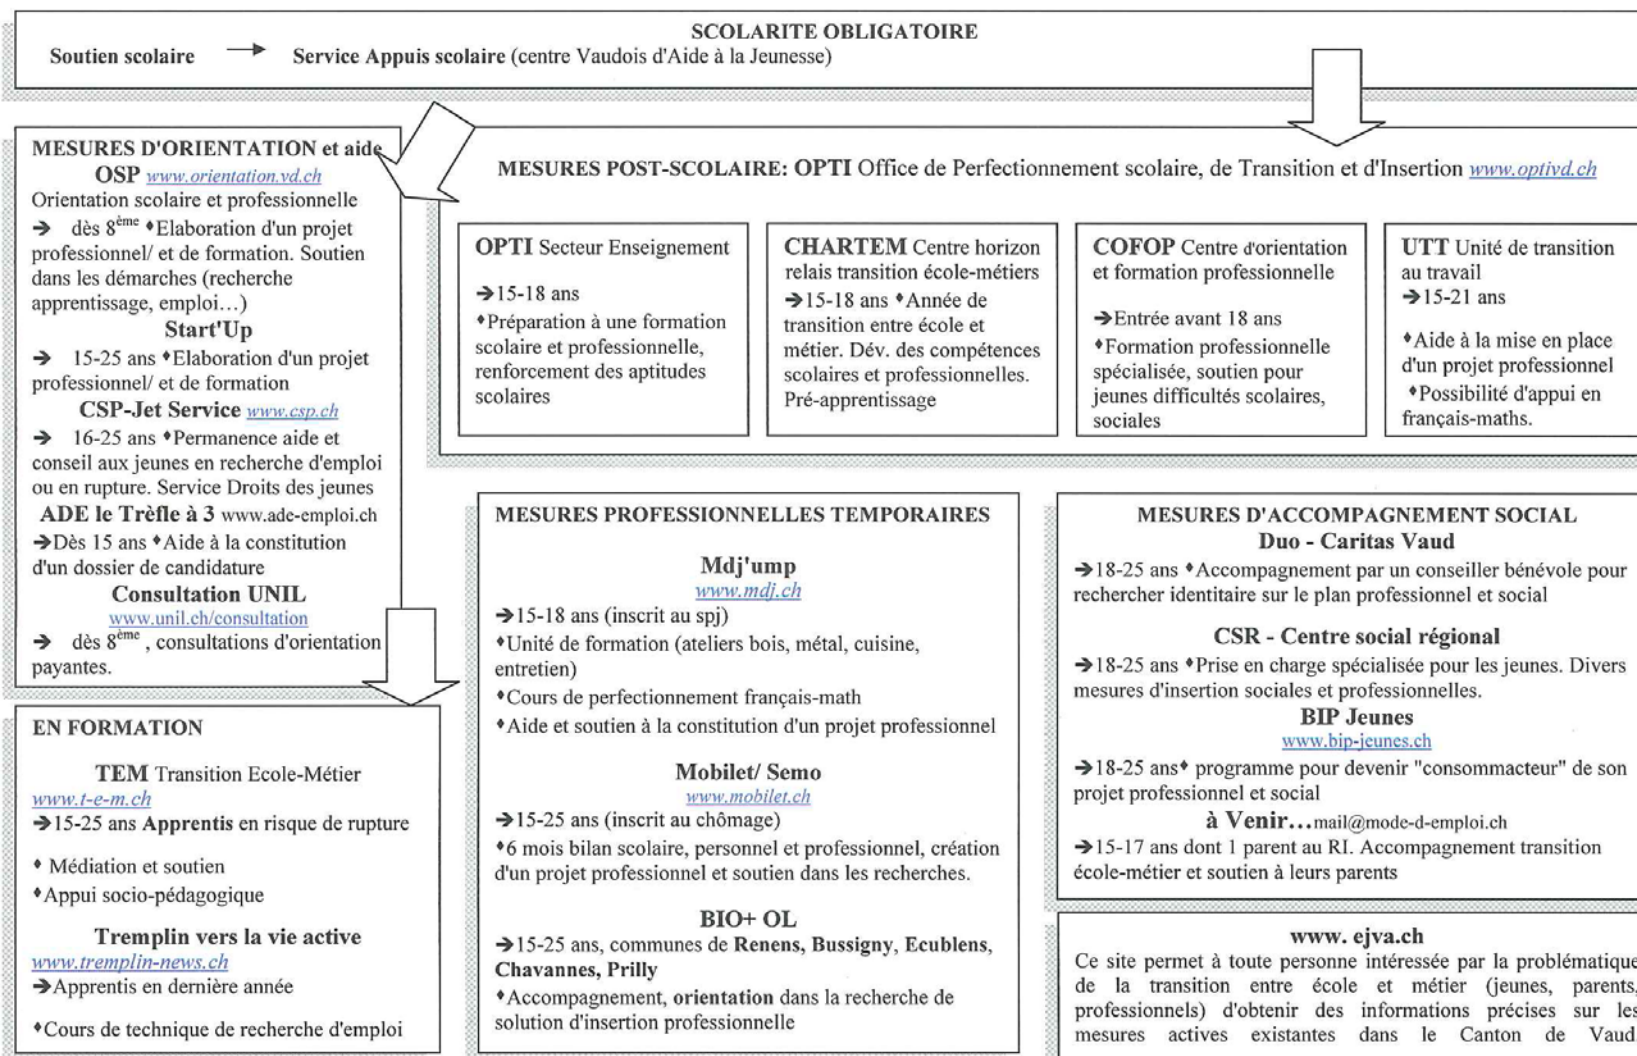 SCOLARITE OBLIGATOIRE
Soutien scolaire → Service Appuis scolaire (centre Vaudois d'Aide à la Jeunesse)
MESURES D'ORIENTATION et aide
OSP www.orientation.vd.ch
Orientation scolaire et professionnelle
➔ dès 8ème ♦Elaboration d'un projet
professionnel/ et de formation. Soutien
dans les démarches (recherche
apprentissage, emploi…)
Start'Up
➔ 15-25 ans ♦Elaboration d'un projet
professionnel/ et de formation
CSP-Jet Service www.csp.ch
➔ 16-25 ans ♦Permanence aide et
conseil aux jeunes en recherche d'emploi
ou en rupture. Service Droits des jeunes
ADE le Trèfle à 3 www.ade-emploi.ch
➔Dès 15 ans ♦Aide à la constitution
d'un dossier de candidature
Consultation UNIL
www.unil.ch/consultation
➔ dès 8ème , consultations d'orientation
payantes.
MESURES POST-SCOLAIRE: OPTI Office de Perfectionnement scolaire, de Transition et d'Insertion www.optivd.ch
OPTI Secteur Enseignement
➔15-18 ans
♦Préparation à une formation
scolaire et professionnelle,
renforcement des aptitudes
scolaires
CHARTEM Centre horizon
relais transition école-métiers
➔15-18 ans ♦Année de
transition entre école et
métier. Dév. des compétences
scolaires et professionnelles.
Pré-apprentissage
COFOP Centre d'orientation
et formation professionnelle
➔Entrée avant 18 ans
♦Formation professionnelle
spécialisée, soutien pour
jeunes difficultés scolaires,
sociales
UTT Unité de transition
au travail
➔15-21 ans
♦Aide à la mise en place
d'un projet professionnel
♦Possibilité d'appui en
français-maths.
EN FORMATION
TEM Transition Ecole-Métier
www.t-e-m.ch
➔15-25 ans Apprentis en risque de rupture
♦ Médiation et soutien
♦Appui socio-pédagogique
Tremplin vers la vie active
www.tremplin-news.ch
➔Apprentis en dernière année
♦Cours de technique de recherche d'emploi
MESURES PROFESSIONNELLES TEMPORAIRES
Mdj'ump
www.mdj.ch
➔15-18 ans (inscrit au spj)
♦Unité de formation (ateliers bois, métal, cuisine,
entretien)
♦Cours de perfectionnement français-math
♦Aide et soutien à la constitution d'un projet professionnel
Mobilet/ Semo
www.mobilet.ch
➔15-25 ans (inscrit au chômage)
♦6 mois bilan scolaire, personnel et professionnel, création
d'un projet professionnel et soutien dans les recherches.
BIO+ OL
➔15-25 ans, communes de Renens, Bussigny, Ecublens,
Chavannes, Prilly
♦Accompagnement, orientation dans la recherche de
solution d'insertion professionnelle
MESURES D'ACCOMPAGNEMENT SOCIAL
Duo - Caritas Vaud
➔18-25 ans ♦Accompagnement par un conseiller bénévole pour
rechercher identitaire sur le plan professionnel et social
CSR - Centre social régional
➔18-25 ans ♦Prise en charge spécialisée pour les jeunes. Divers
mesures d'insertion sociales et professionnelles.
BIP Jeunes
www.bip-jeunes.ch
➔18-25 ans♦ programme pour devenir "consommacteur" de son
projet professionnel et social
à Venir…mail@mode-d-emploi.ch
➔15-17 ans dont 1 parent au RI. Accompagnement transition
école-métier et soutien à leurs parents
www. ejva.ch
Ce site permet à toute personne intéressée par la problématique
de la transition entre école et métier (jeunes, parents,
professionnels) d'obtenir des informations précises sur les
mesures actives existantes dans le Canton de Vaud